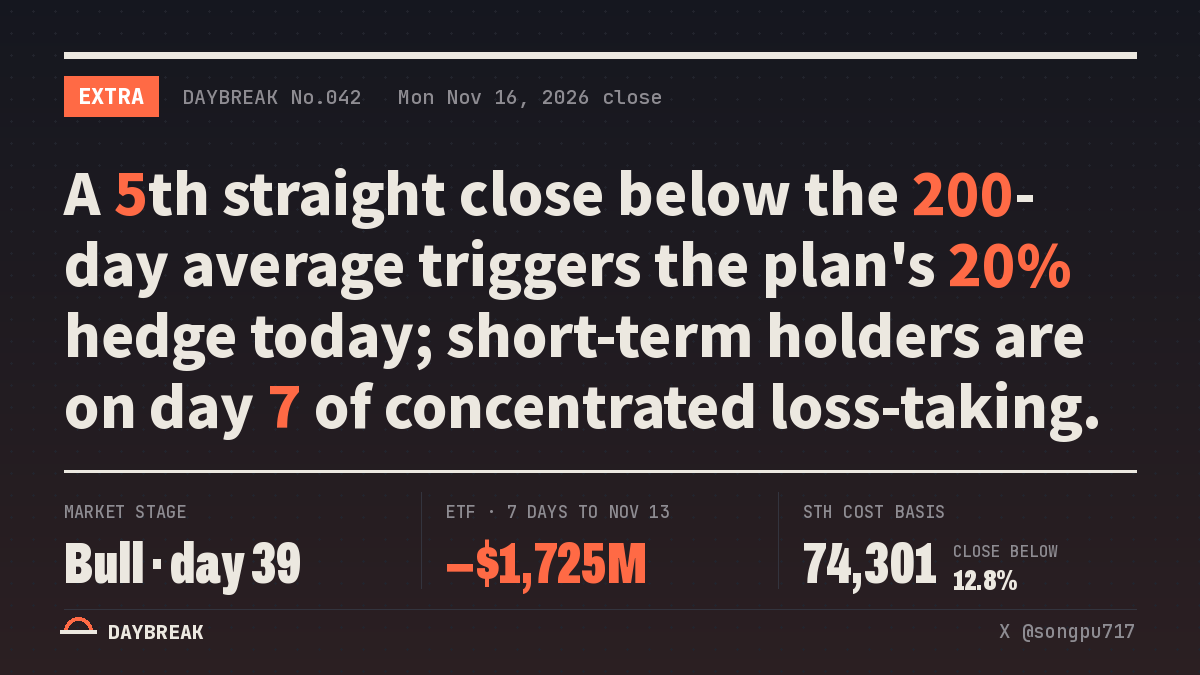 EXTRA DAYBREAK No.042 Mon Nov 16, 2026 close
A 5th straight close below the 200-
day average triggers the plan's 20%
hedge today; short-term holders are
on day 7 of concentrated loss-taking.
MARKET STAGE
Bull · day 39
ETF · 7 DAYS TO NOV 13
−$1,725M
STH COST BASIS
74,301
CLOSE BELOW
12.8%
DAYBREAK
X @songpu717